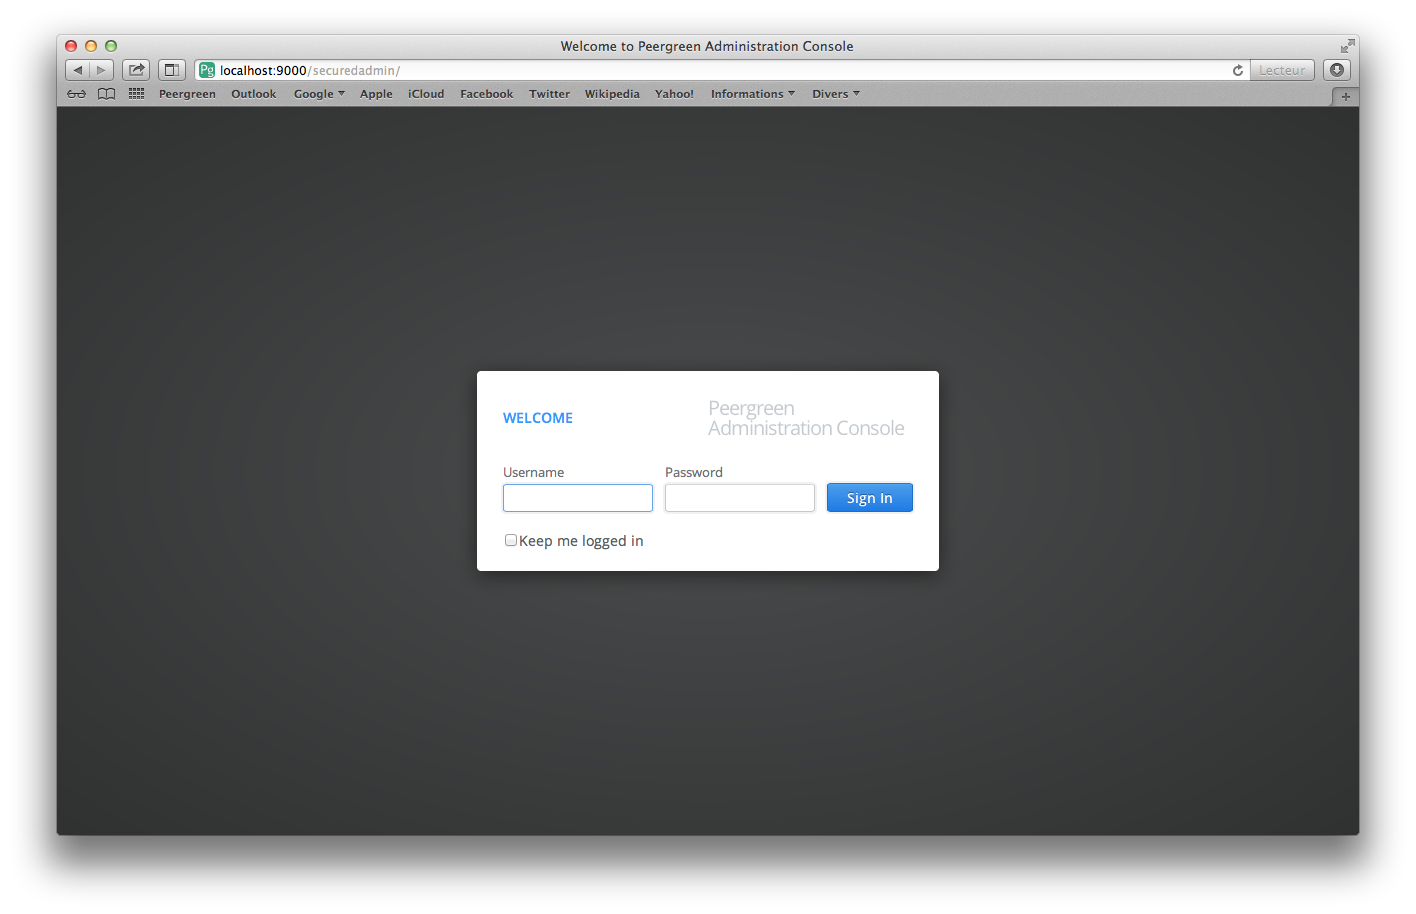 Welcome to Peergreen Administration Console
Pg localhost:9000/securedadmin/ Lecteur
Peergreen Outlook Google Apple iCloud Facebook Twitter Wikipedia Yahoo! Informations Divers
WELCOME
Peergreen
Administration Console
Username Password
Sign In
Keep me logged in